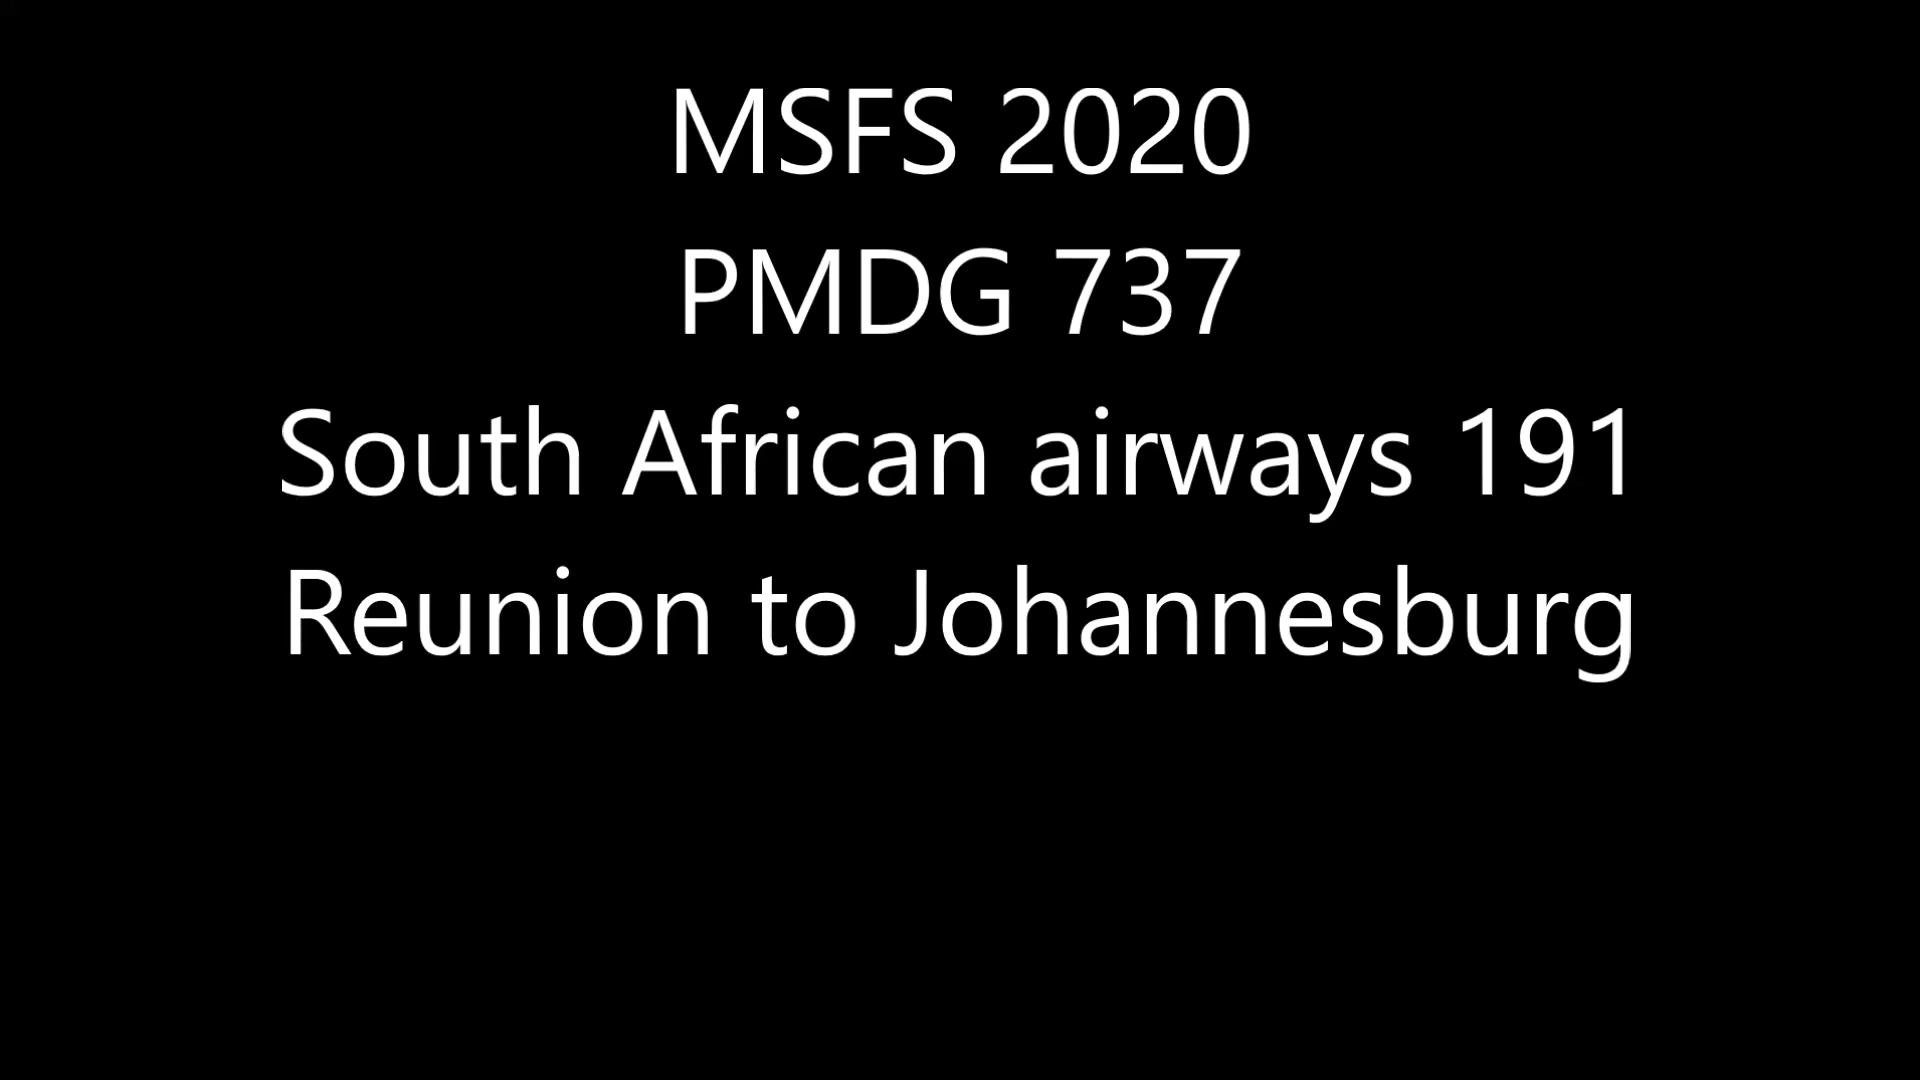 MSFS 2020
PMDG 737
South African airways 191
Reunion to Johannesburg